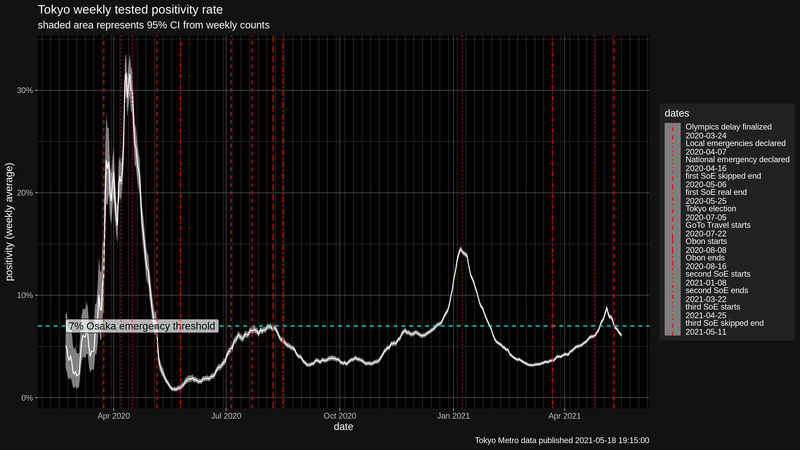 Tokyo weekly tested positivity rate
shaded area represents 95% CI from weekly counts
30%
20%
10%
0%
positivity (weekly average)
7% Osaka emergency threshold
Apr 2020
Jul 2020
Oct 2020
Jan 2021
Apr 2021
date
dates
Olympics delay finalized
2020-03-24
Local emergencies declared
2020-04-07
National emergency declared
2020-04-16
first SoE skipped end
2020-05-06
first SoE real end
2020-05-25
Tokyo election
2020-07-05
GoTo Travel starts
2020-07-22
Obon starts
2020-08-08
Obon ends
2020-08-16
second SoE starts
2021-01-08
second SoE ends
2021-03-22
third SoE starts
2021-04-25
third SoE skipped end
2021-05-11
Tokyo Metro data published 2021-05-18 19:15:00